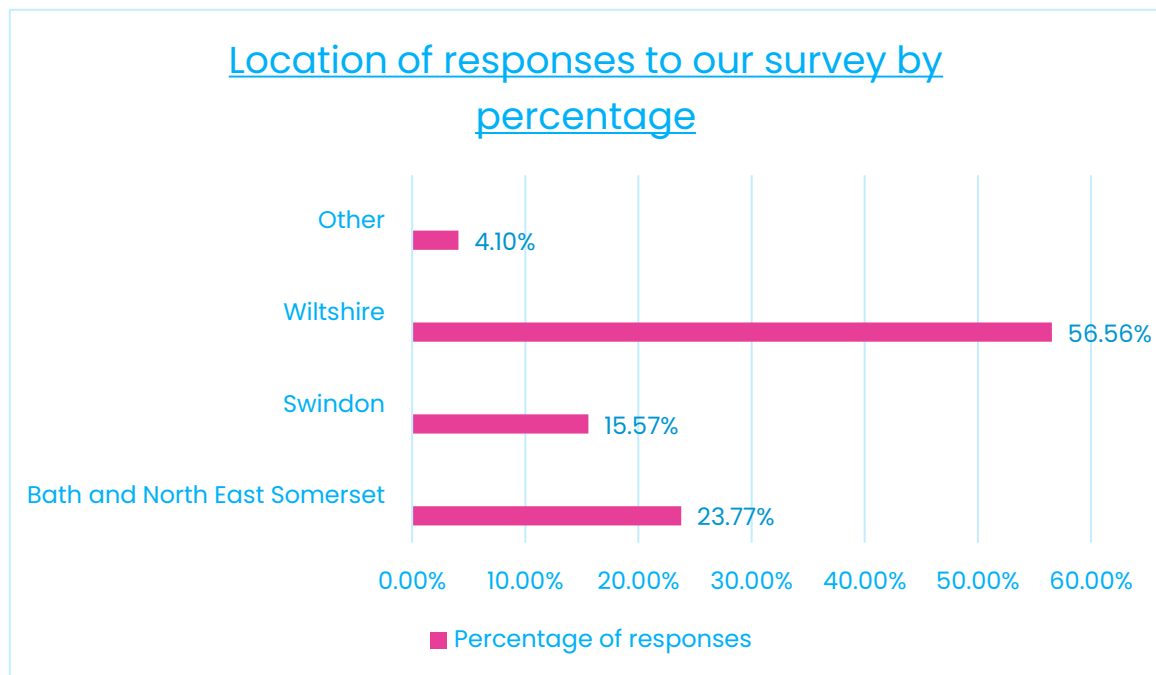 Location of responses to our survey by
percentage
Other
4.10%
Wiltshire
56.56%
Swindon
15.57%
Bath and North East Somerset
23.77%
0.00% 10.00% 20.00% 30.00% 40.00% 50.00% 60.00%
Percentage of responses